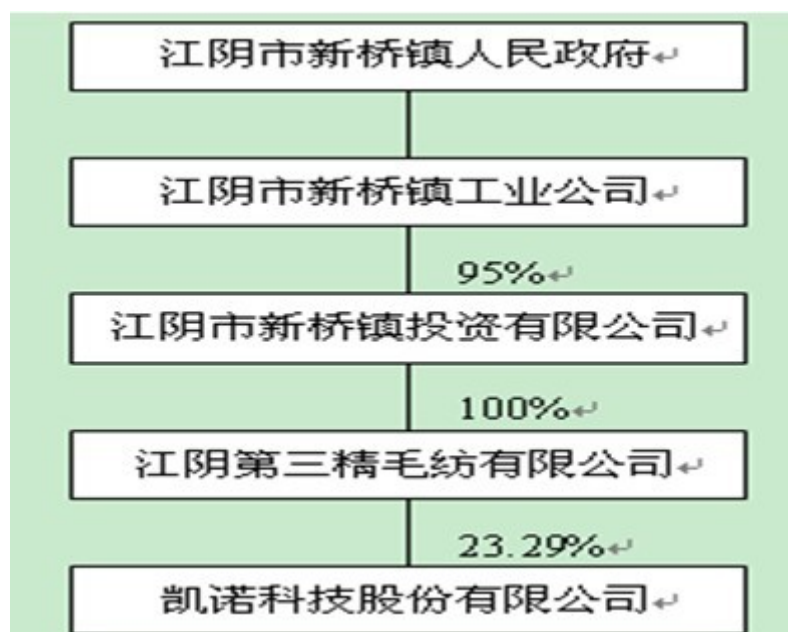 江阴市新桥镇人民政府
江阴市新桥镇工业公司
95%
江阴市新桥镇投资有限公司
100%
江阴第三精毛纺有限公司
23.29%
凯诺科技股份有限公司